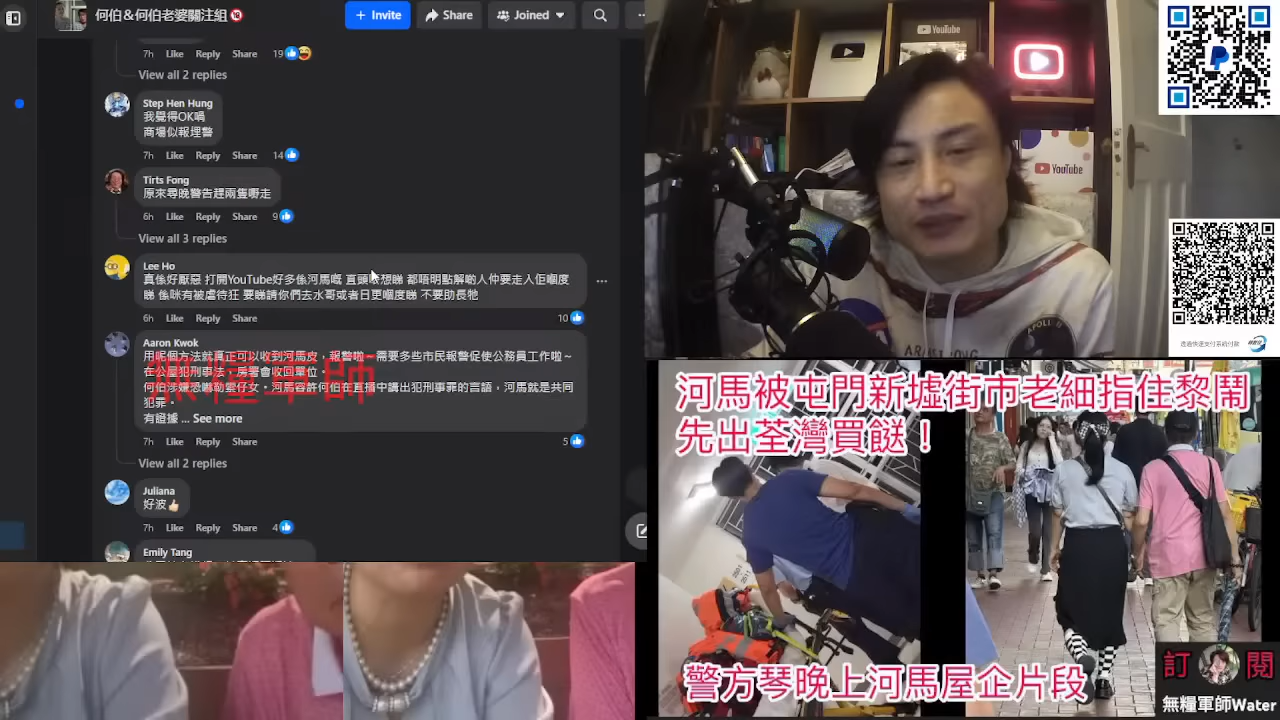 何伯&何伯老婆關注組🔞
Invite
Share
Joined
7h Like Reply Share 19
View all 2 replies
Step Hen Hung
我覺得OK喎
商場似報埋警
7h Like Reply Share 14
Tirts Fong
原來尋晚警告趕兩隻嘢走
6h Like Reply Share 9
View all 3 replies
Lee Ho
真係好厭惡 打開YouTube好多係河馬嘅 直頭唔想睇 都唔明點解啲人仲要走入佢嗰度
睇 係咪有被虐待狂 要睇請你們去水哥或者日更嗰度睇 不要助長牠
6h Like Reply Share 10
Aaron Kwok
用呢個方法就真正可以收到河馬皮，報警啦~需要多些市民報警促使公務員工作啦～
在公屋犯刑事法，房署會收回單位。
何伯涉嫌恐嚇勒聲仔女，河馬容許何伯在直播中講出犯刑事罪的言語，河馬就是共同
犯罪
有證據 ... See more
7h Like Reply Share 5
View all 2 replies
Juliana
好波👍🏻
7h Like Reply Share 4
Emily Tang
無糧軍師
YouTube
YouTube
APOLLO
ARMSTRONG
河馬被屯門新墟街市老細指住黎鬧
先出荃灣買餸！
警方琴晚上河馬屋企片段
訂閱
無糧軍師Water